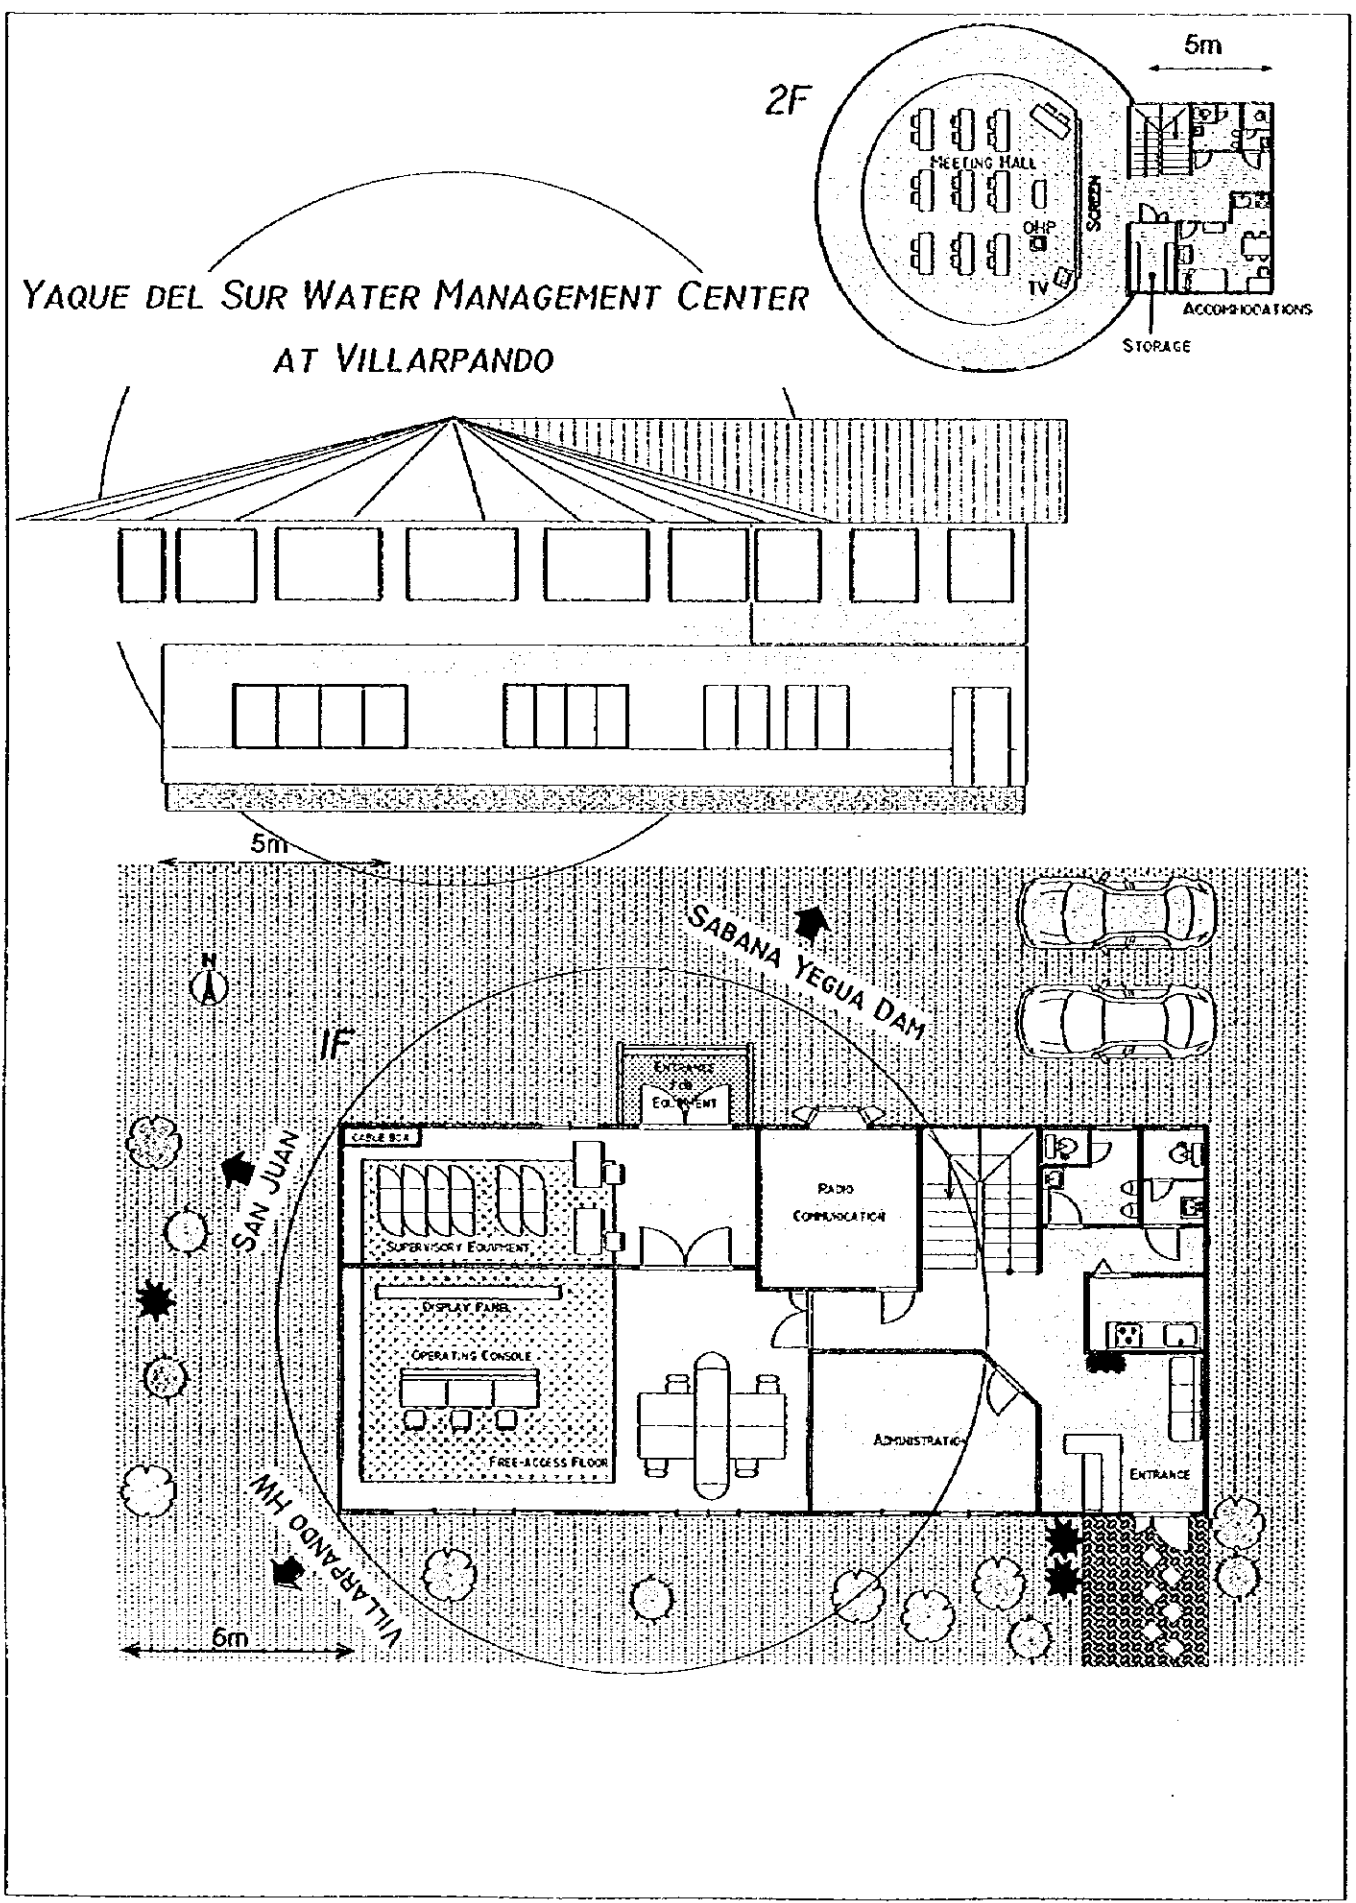 5m
2F
MEETING HALL
SCREEN
OHP
TV
ACCOMMODATIONS
STORAGE
YAQUE DEL SUR WATER MANAGEMENT CENTER
AT VILLARPANDO
5m
SABANA YEGUA DAM
N
1F
ENTRANCE
FOR
EQUIPMENT
CABLE BOX
SAN JUAN
RADIO
COMMUNICATION
SUPERVISORY EQUIPMENT
DISPLAY PANEL
OPERATING CONSOLE
ADMINISTRATION
FREE-ACCESS FLOOR
ENTRANCE
VILLARPANDO HW
6m